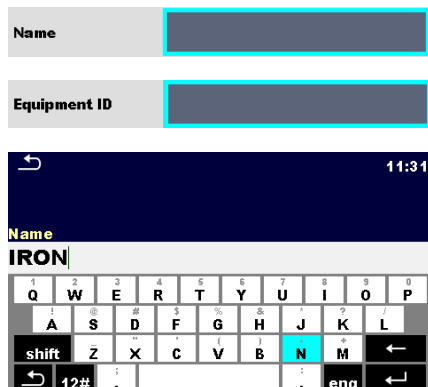 Name
Equipment ID
11:31
Name
IRON
1 2 3 4 5 6 7 8 9 0
Q W E R T Y U I O P
! @ # $ % & * ? /
A S D F G H J K L
shift Z X C V B N M ←
12# eng